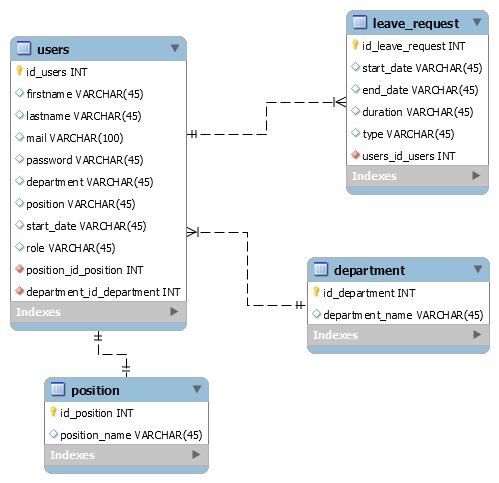 users
id_users INT
firstname VARCHAR(45)
lastname VARCHAR(45)
mail VARCHAR(100)
password VARCHAR(45)
department VARCHAR(45)
position VARCHAR(45)
start_date VARCHAR(45)
role VARCHAR(45)
position_id_position INT
department_id_department INT
Indexes
leave_request
id_leave_request INT
start_date VARCHAR(45)
end_date VARCHAR(45)
duration VARCHAR(45)
type VARCHAR(45)
users_id_users INT
Indexes
department
id_department INT
department_name VARCHAR(45)
Indexes
position
id_position INT
position_name VARCHAR(45)
Indexes